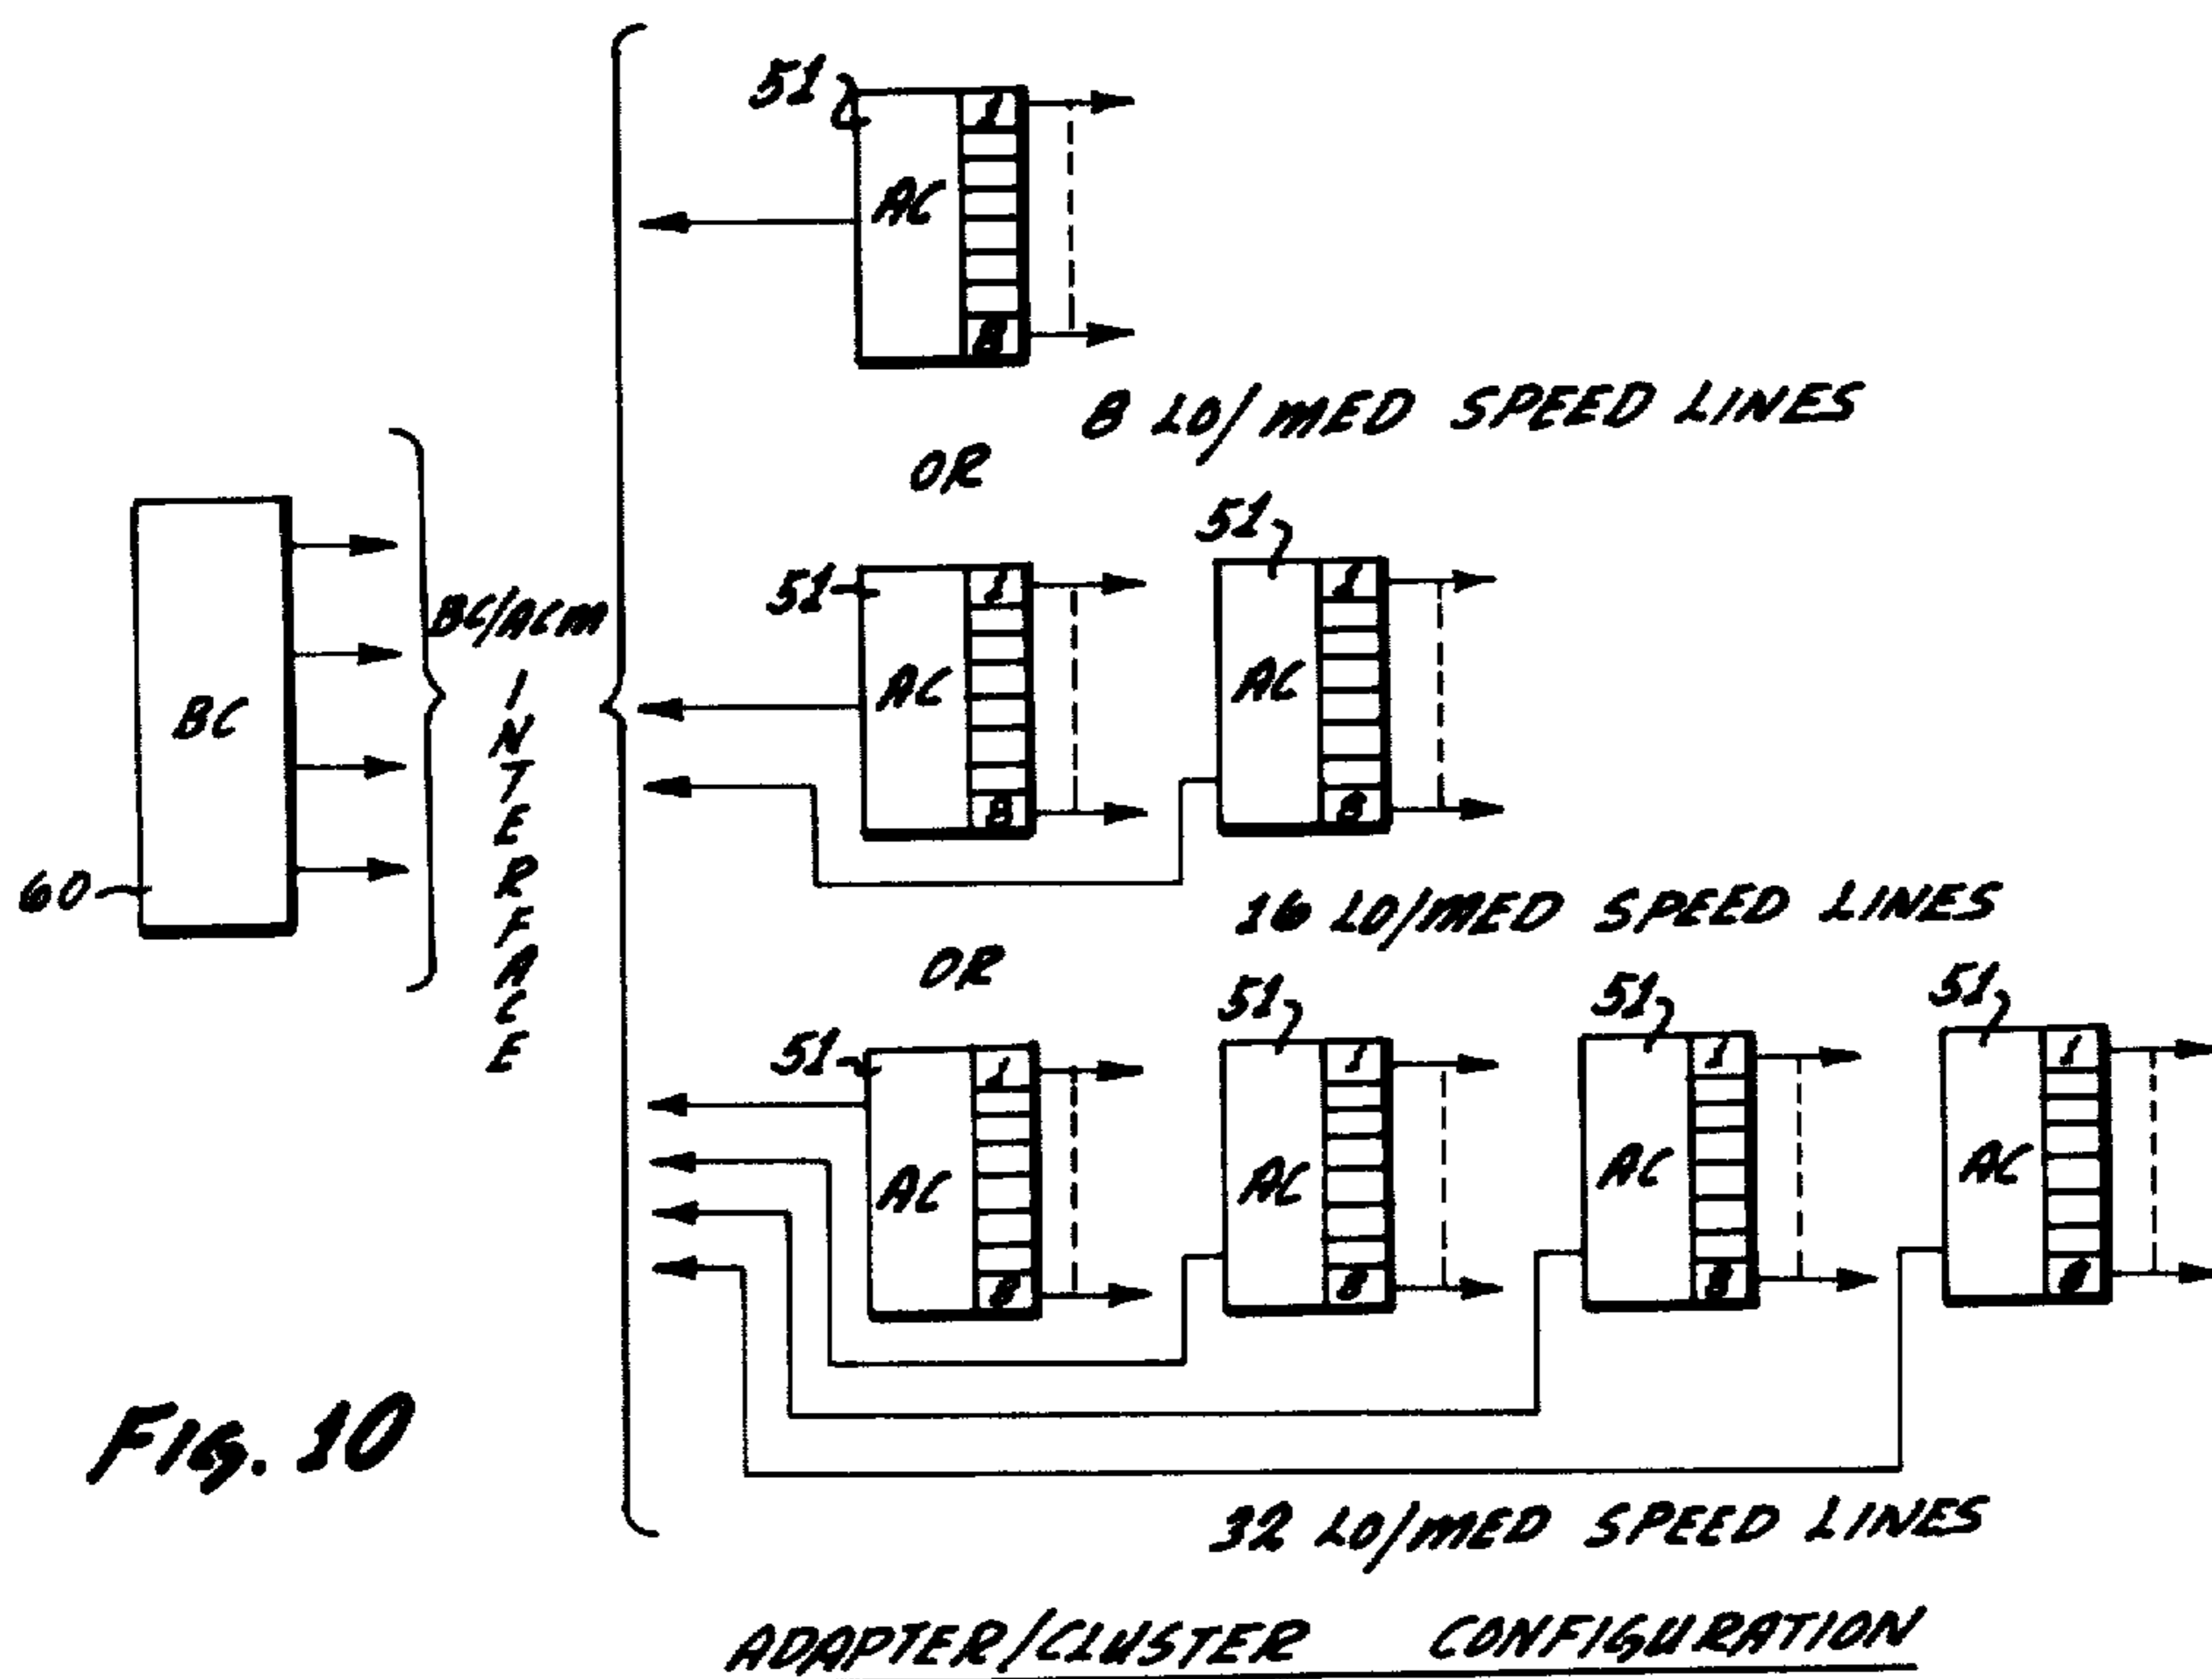 51
AC
1
8
8 LO/MED SPEED LINES
OR
51
AC
1
8
51
AC
1
8
16 LO/MED SPEED LINES
BC
60
BC/ACM
INTERFACE
OR
51
AC
1
8
51
AC
1
8
51
AC
1
8
51
AC
1
8
32 LO/MED SPEED LINES
FIG. 10
ADAPTER/CLUSTER CONFIGURATION